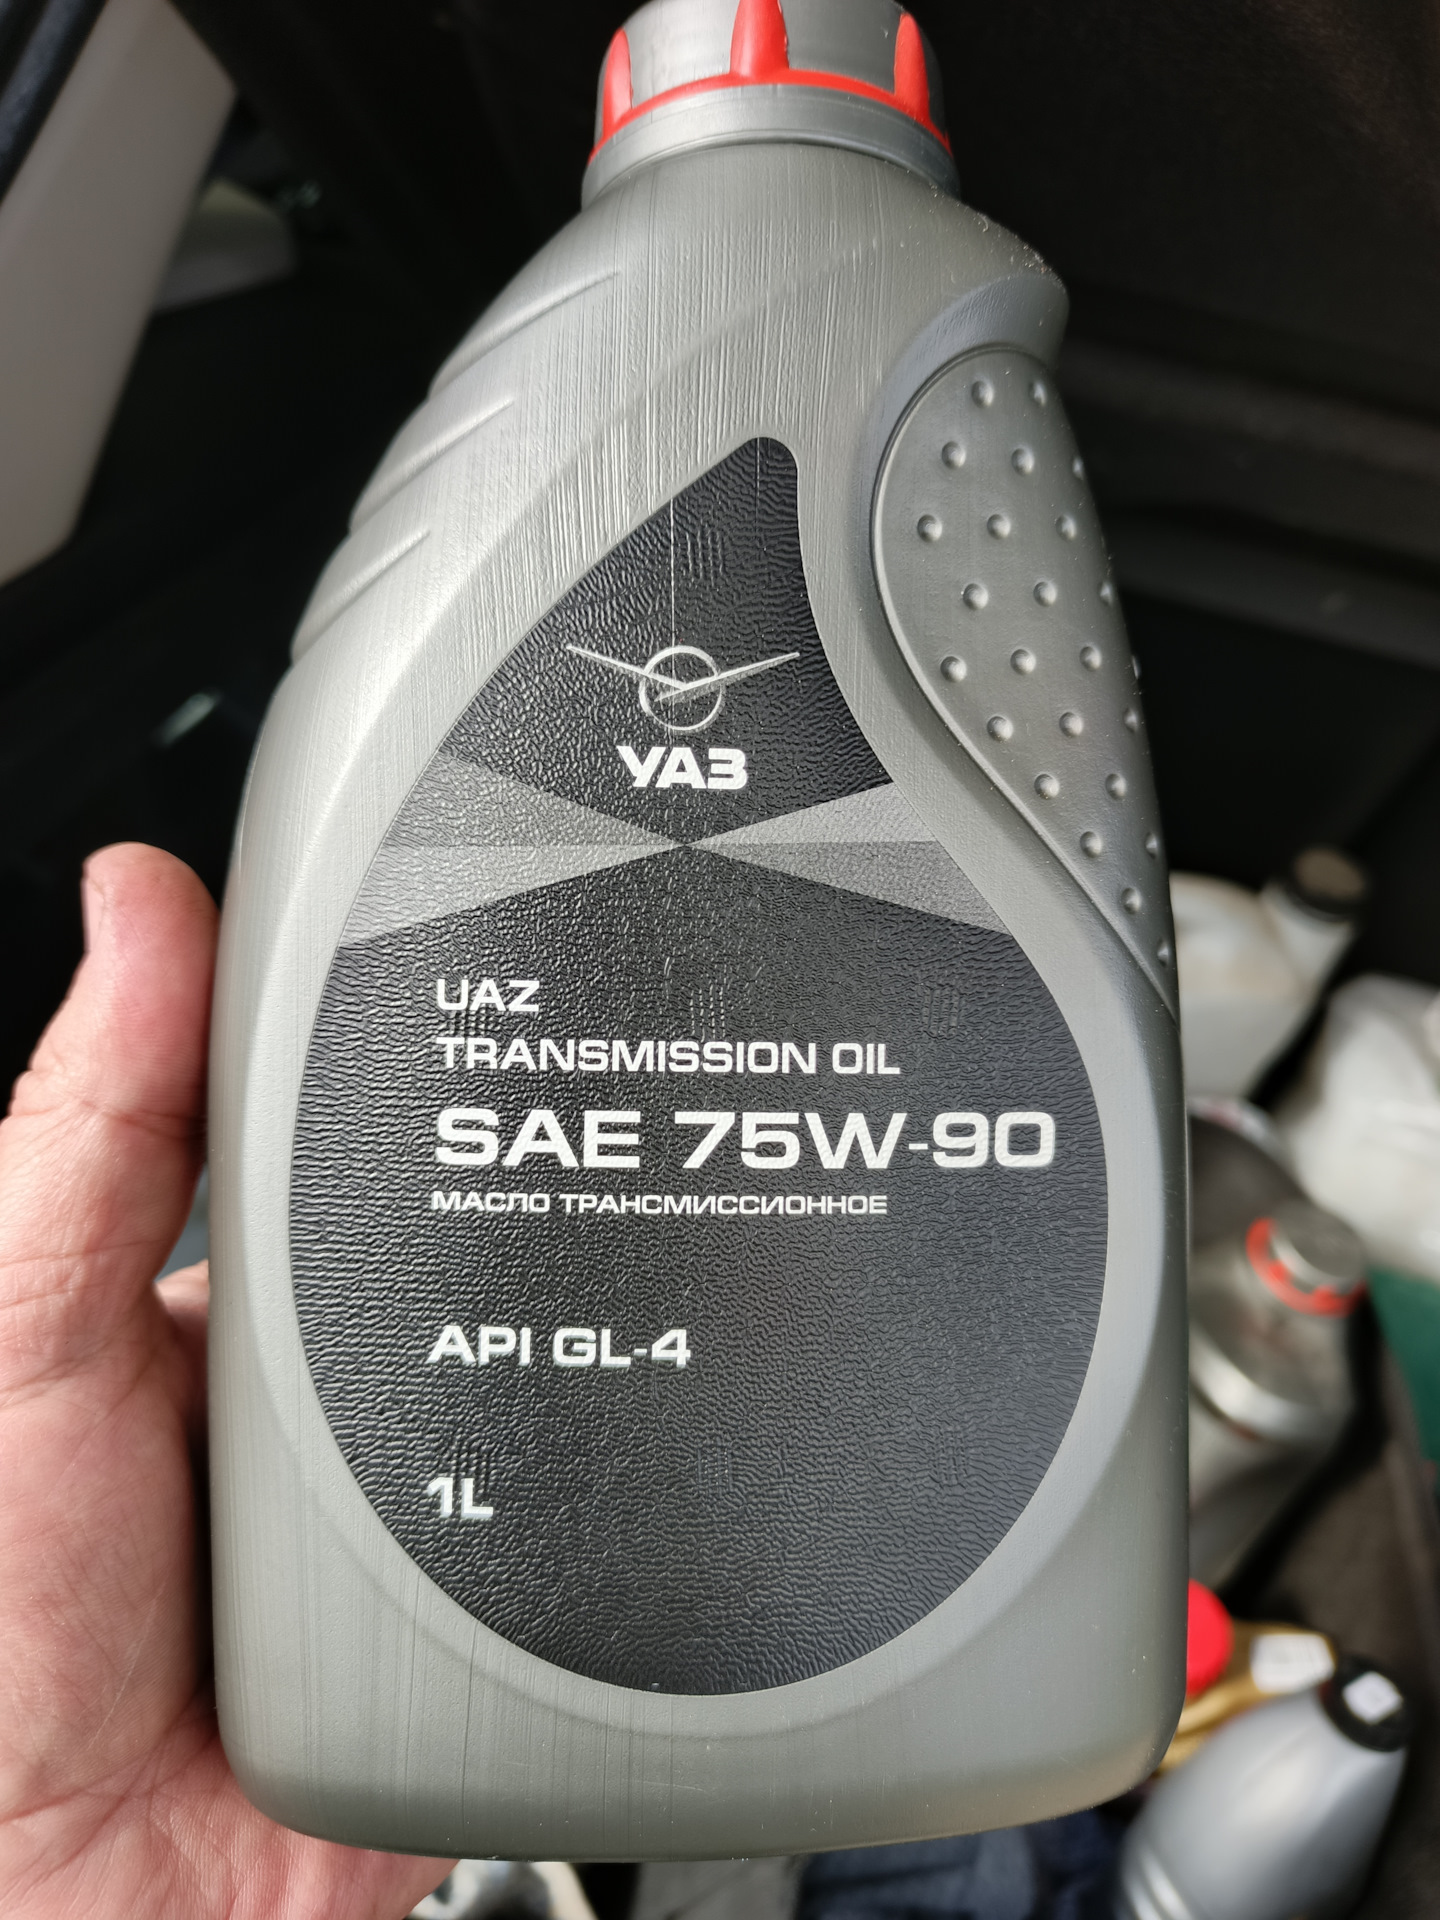 УАЗ
UAZ
TRANSMISSION OIL
SAE 75W-90
МАСЛО ТРАНСМИССИОННОЕ
API GL-4
1L